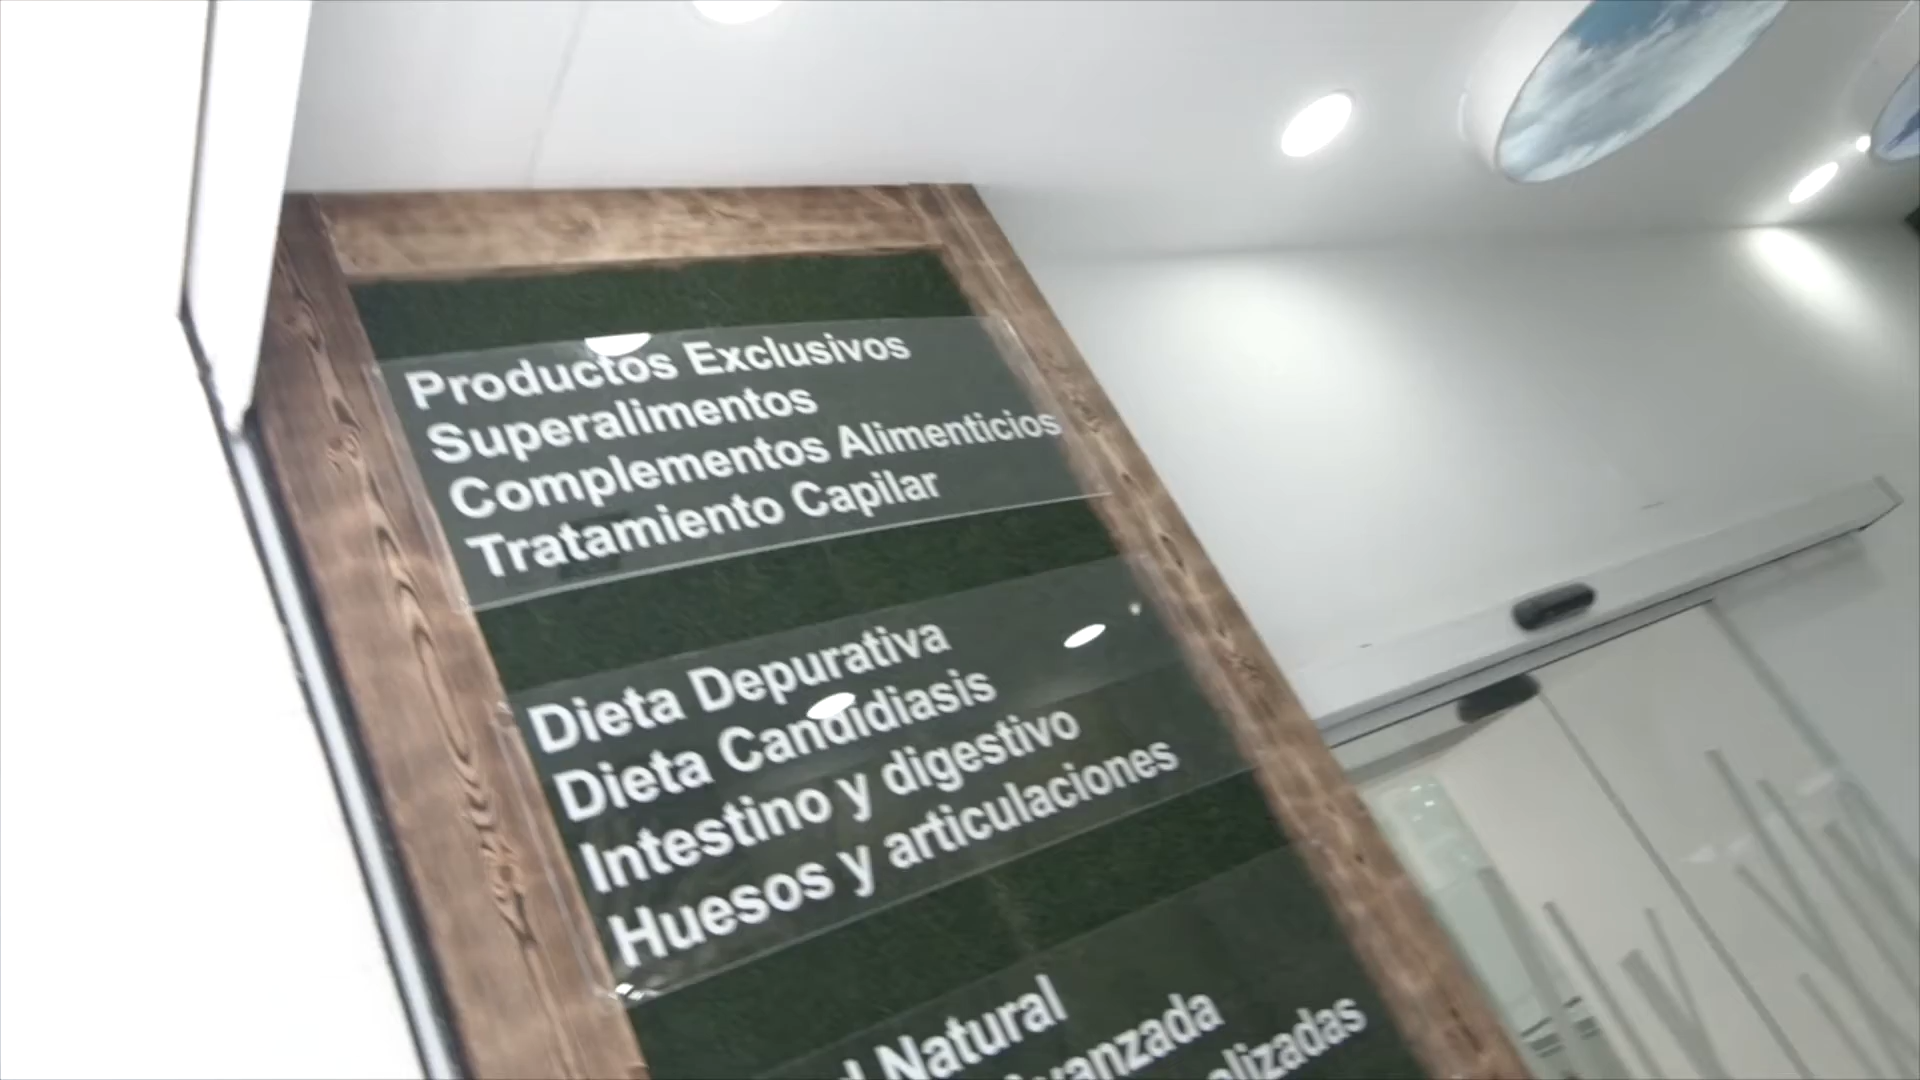 Productos Exclusivos
Superalimentos
Complementos Alimenticios
Tratamiento Capilar
Dieta Depurativa
Dieta Candidiasis
Intestino y digestivo
Huesos y articulaciones
Natural